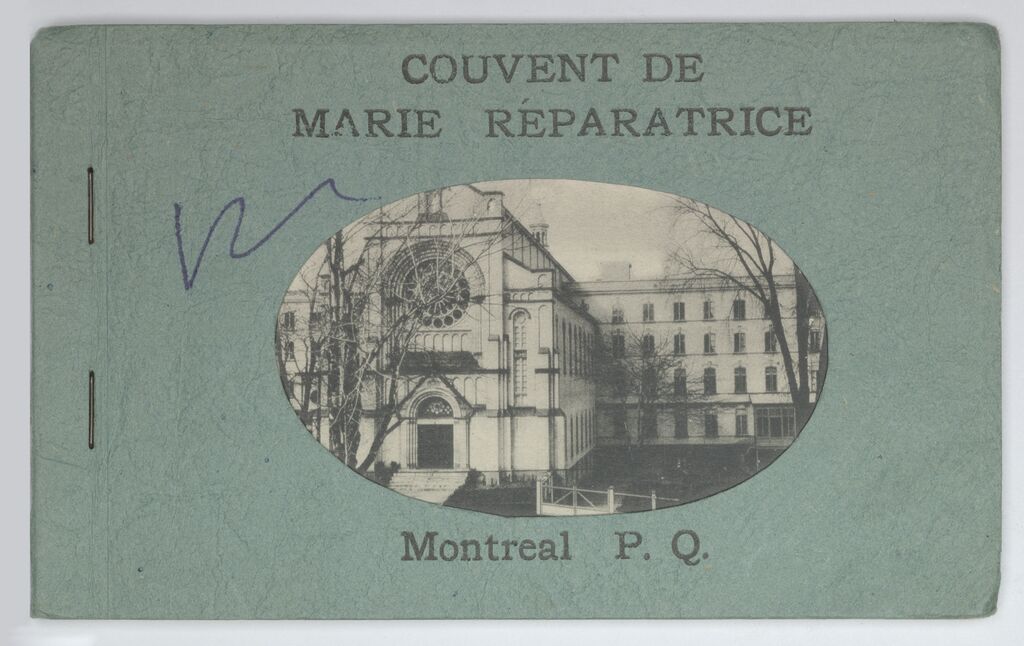 COUVENT DE
MARIE RÉPARATRICE
Montreal P. Q.